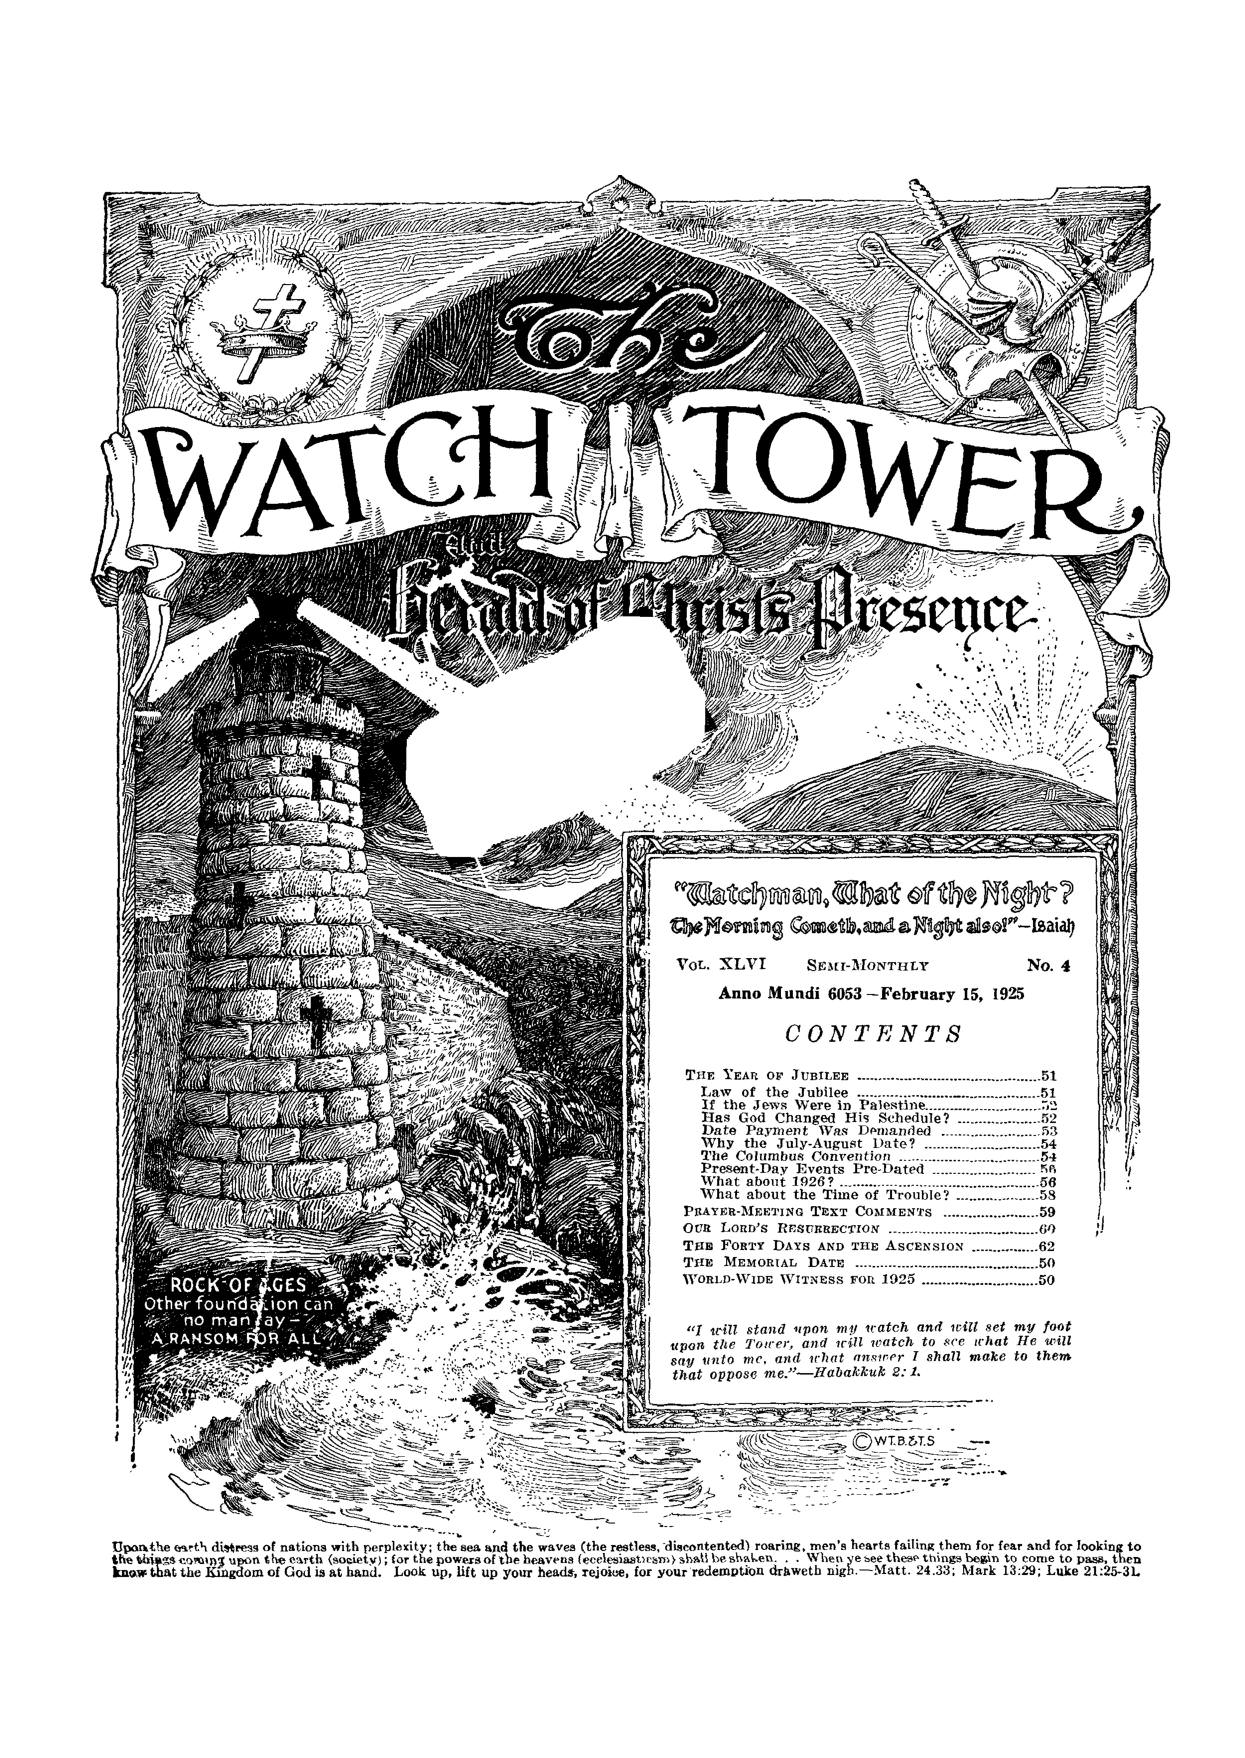 The
WATCH TOWER
And
Herald of Christ's Presence
"Watchman, What of the Night?
The Morning Cometh, and a Night also!"—Isaiah
VOL. XLVI SEMI-MONTHLY No. 4
Anno Mundi 6053—February 15, 1925
CONTENTS
THE YEAR OF JUBILEE ........ 51
Law of the Jubilee ........ 51
If the Jews Were in Palestine ........ 52
Has God Changed His Schedule? ........ 52
Date Payment Was Demanded ........ 53
Why the July-August Date? ........ 54
The Columbus Convention ........ 54
Present-Day Events Pre-Dated ........ 56
What about 1926? ........ 56
What about the Time of Trouble? ........ 58
PRAYER-MEETING TEXT COMMENTS ........ 59
OUR LORD'S RESURRECTION ........ 60
THE FORTY DAYS AND THE ASCENSION ........ 62
THE MEMORIAL DATE ........ 50
WORLD-WIDE WITNESS FOR 1925 ........ 50
"I will stand upon my watch and will set my foot
upon the Tower, and will watch to see what He will
say unto me, and what answer I shall make to them
that oppose me."—Habakkuk 2:1.
ROCK OF AGES
Other foundation can
no man lay—
A RANSOM FOR ALL
©W.T.B.&T.S
Upon the earth distress of nations with perplexity; the sea and the waves (the restless, discontented) roaring, men's hearts failing them for fear and for looking to
the things coming upon the earth (society); for the powers of the heavens (ecclesiasticsm) shall be shaken. . . When ye see these things begin to come to pass, then
know that the Kingdom of God is at hand. Look up, lift up your heads, rejoice, for your redemption draweth nigh.—Matt. 24.33; Mark 13:29; Luke 21:25-31.